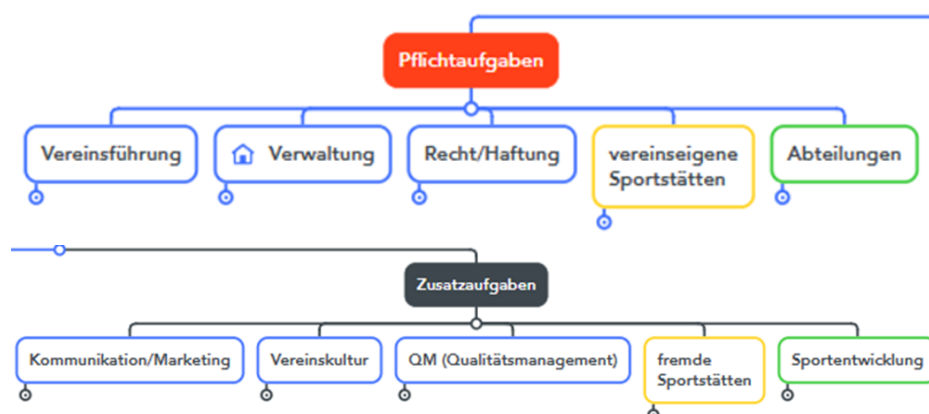 Pflichtaufgaben
Vereinsführung
Verwaltung
Recht/Haftung
vereinseigene
Sportstätten
Abteilungen
Zusatzaufgaben
Kommunikation/Marketing
Vereinskultur
QM (Qualitätsmanagement)
fremde
Sportstätten
Sportentwicklung